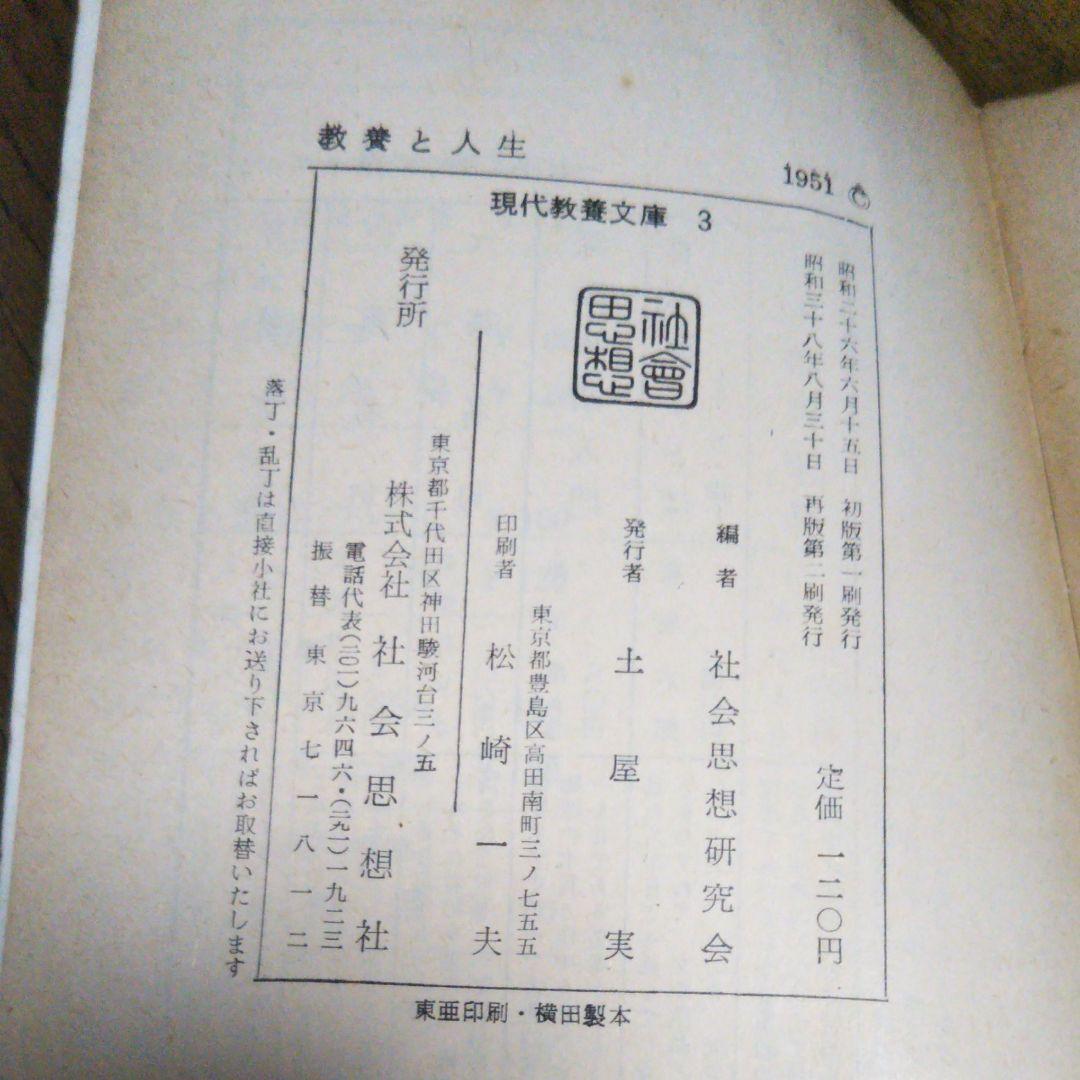 教養と人生
1951 ©
現代教養文庫 3
昭和二十六年六月十五日 初版第一刷発行
昭和三十八年八月三十日 再版第二刷発行
定価 一二〇円
社會思想
編者 社会思想研究会
発行者 土屋実
東京都豊島区高田南町三ノ七五五
印刷者 松崎一夫
発行所
東京都千代田区神田駿河台三ノ五
株式会社 社会思想社
電話代表(二〇一)九六四六・(二九一)一九二三
振替東京七一八一二
落丁・乱丁は直接小社にお送り下さればお取替いたします
東亜印刷・横田製本